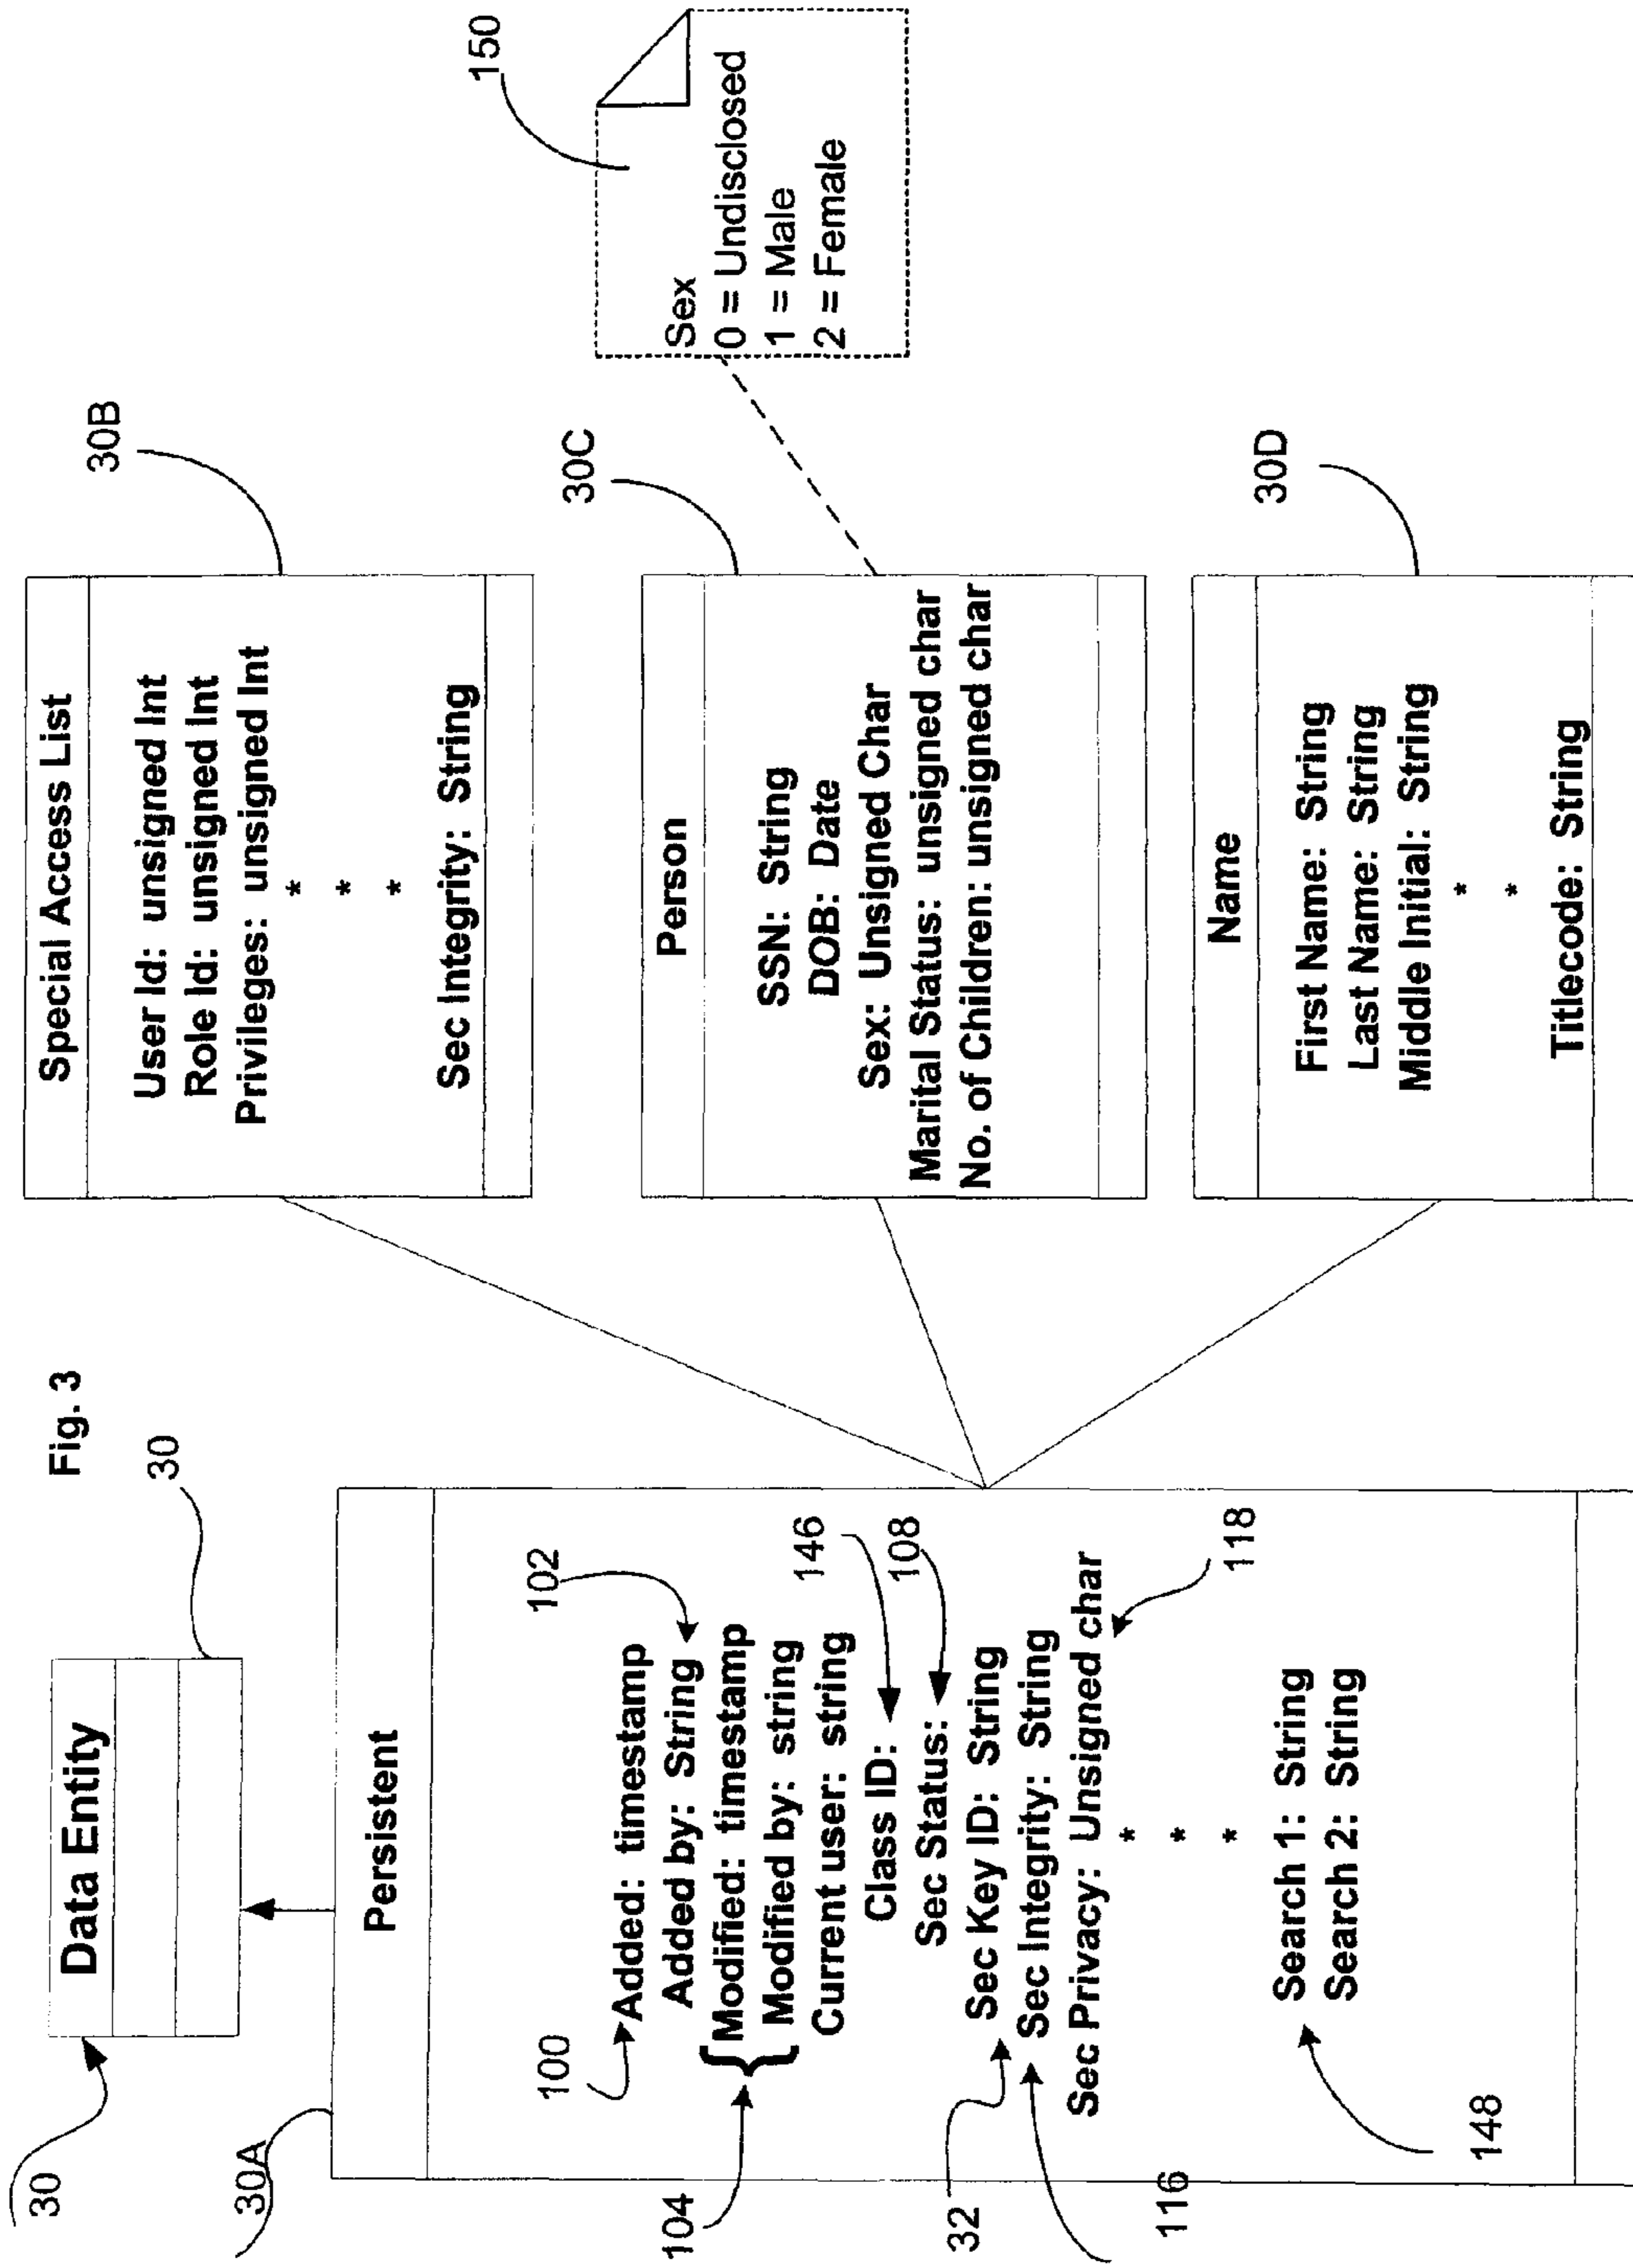 Fig. 3
30
Data Entity
30
30A
Persistent
100
Added: timestamp
102
Added by: String
104
{Modified: timestamp
Modified by: string
Current user: string
146
Class ID:
108
Sec Status:
32
Sec Key ID: String
116
Sec Integrity: String
118
Sec Privacy: Unsigned char
*
*
*
148
Search 1: String
Search 2: String
30B
Special Access List
User Id: unsigned Int
Role Id: unsigned Int
Privileges: unsigned Int
*
*
*
Sec Integrity: String
30C
Person
SSN: String
DOB: Date
Sex: Unsigned Char
Marital Status: unsigned char
No. of Children: unsigned char
150
Sex
0 = Undisclosed
1 = Male
2 = Female
30D
Name
First Name: String
Last Name: String
Middle Initial: String
*
*
Titlecode: String